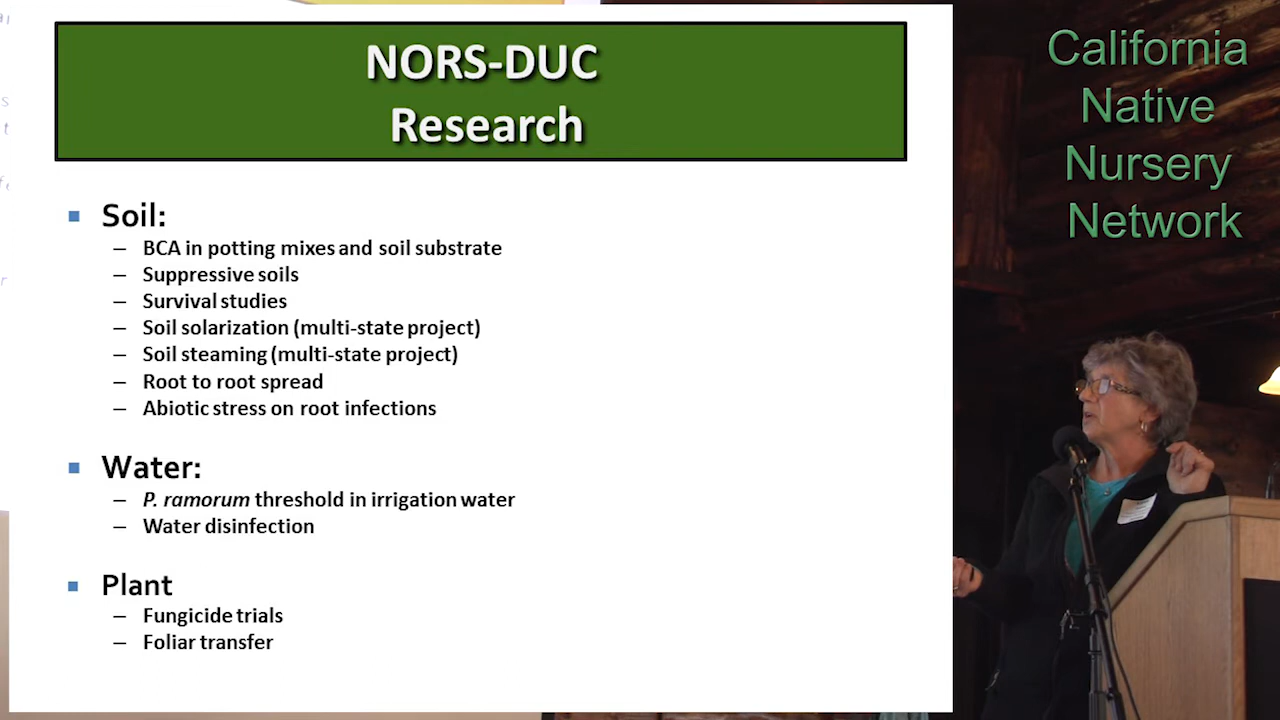 NORS-DUC
Research
Soil:
– BCA in potting mixes and soil substrate
– Suppressive soils
– Survival studies
– Soil solarization (multi-state project)
– Soil steaming (multi-state project)
– Root to root spread
– Abiotic stress on root infections
Water:
– P. ramorum threshold in irrigation water
– Water disinfection
Plant
– Fungicide trials
– Foliar transfer
California
Native
Nursery
Network